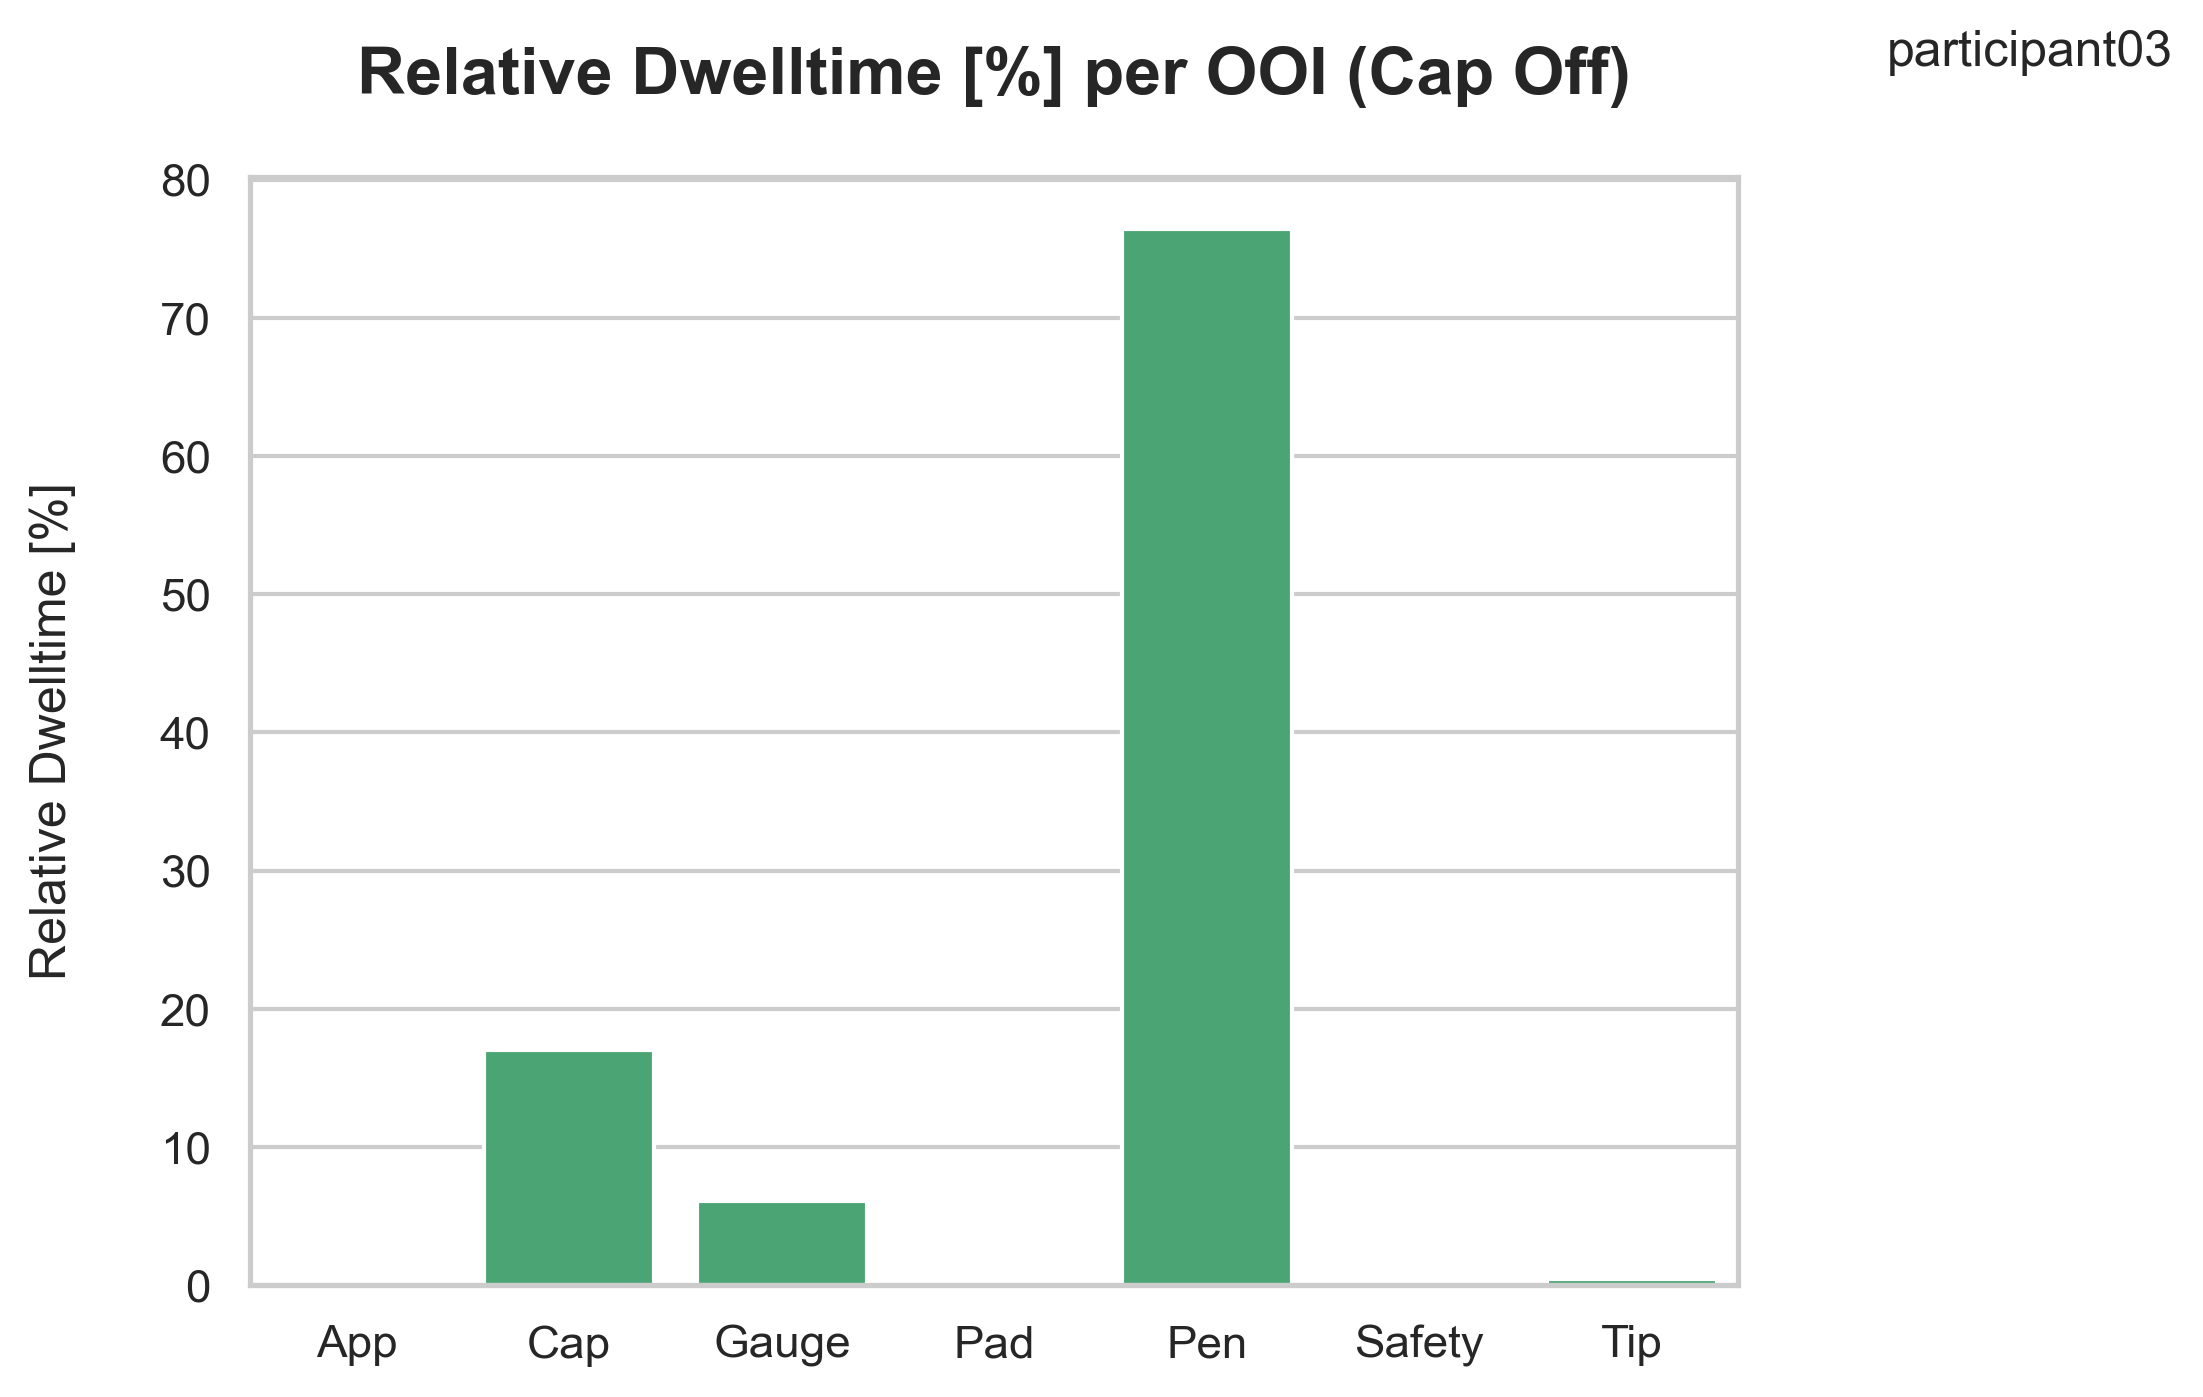 Relative Dwelltime [%] per OOI (Cap Off)
participant03
Relative Dwelltime [%]
80
70
60
50
40
30
20
10
0
App Cap Gauge Pad Pen Safety Tip